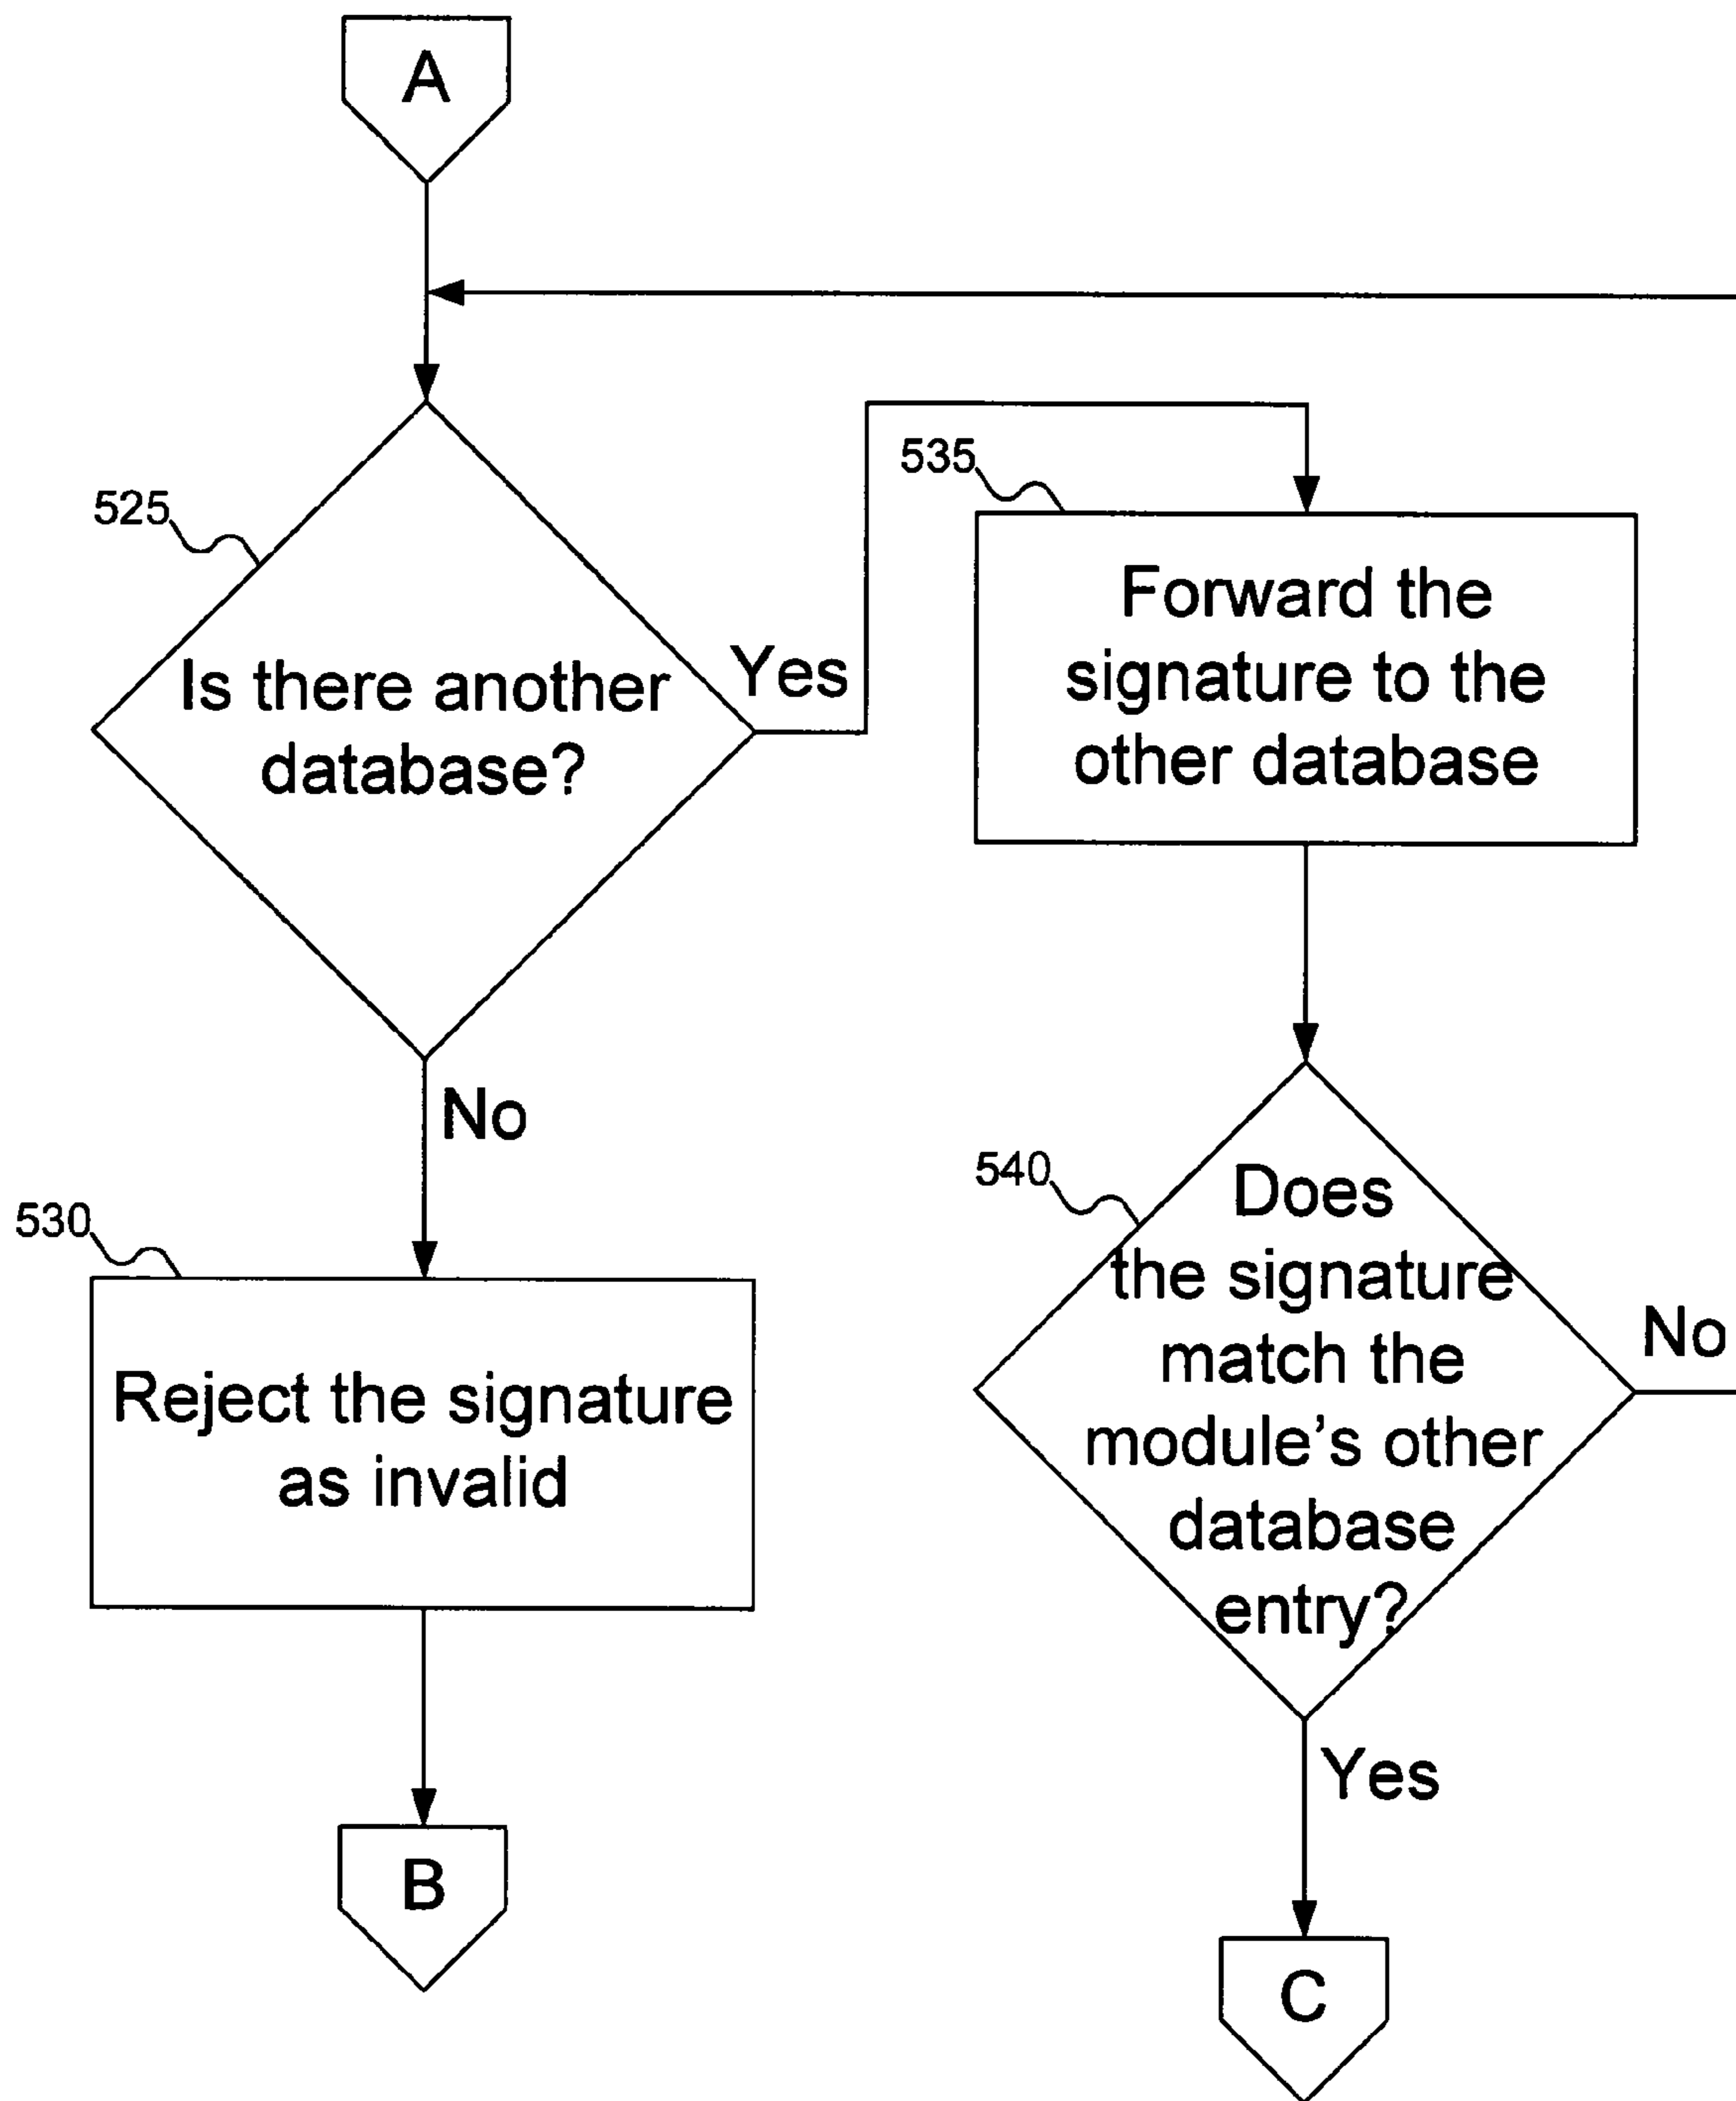 A
525
Is there another
database?
Yes
535
Forward the
signature to the
other database
No
530
Reject the signature
as invalid
B
540
Does
the signature
match the
module's other
database
entry?
No
Yes
C